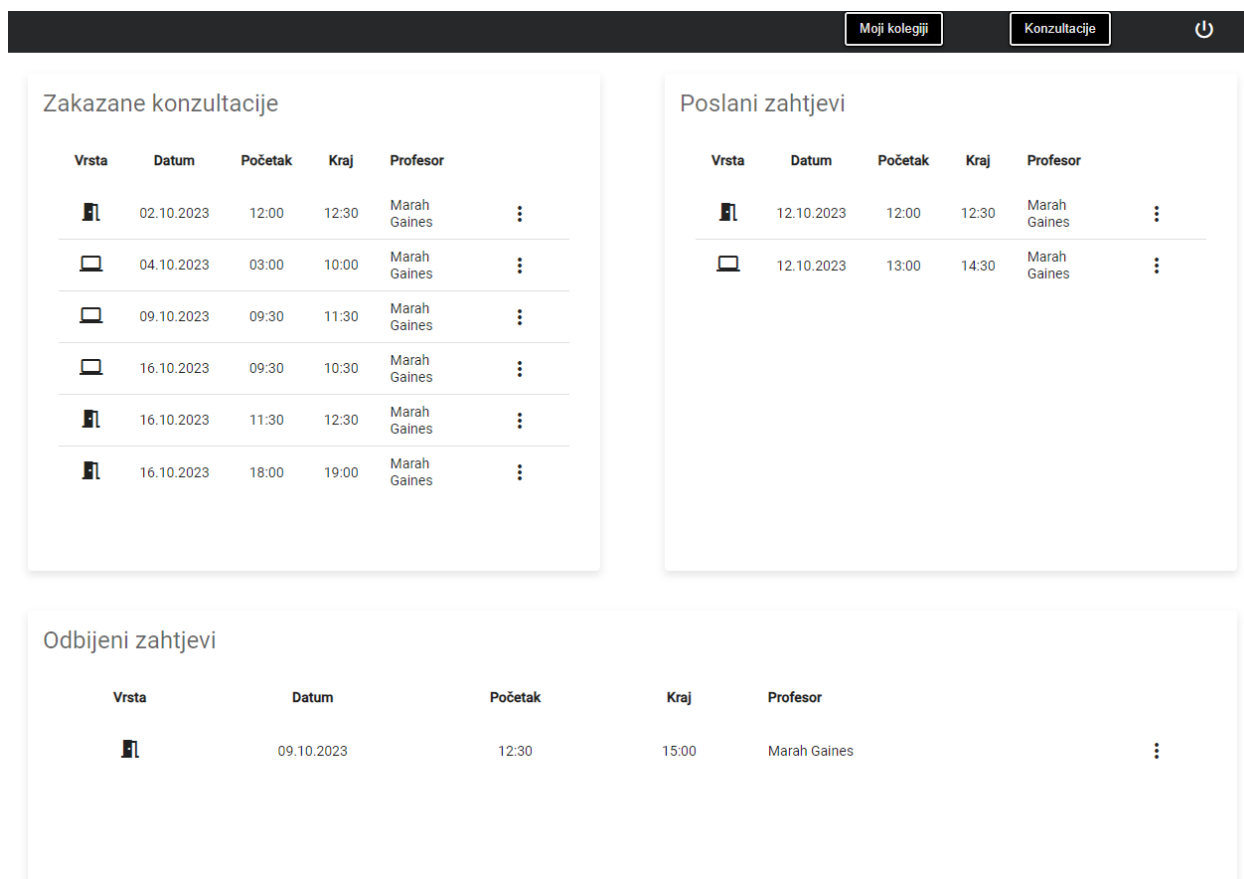 Moji kolegiji Konzultacije
Zakazane konzultacije
Vrsta Datum Početak Kraj Profesor
02.10.2023 12:00 12:30 Marah
Gaines
04.10.2023 03:00 10:00 Marah
Gaines
09.10.2023 09:30 11:30 Marah
Gaines
16.10.2023 09:30 10:30 Marah
Gaines
16.10.2023 11:30 12:30 Marah
Gaines
16.10.2023 18:00 19:00 Marah
Gaines
Poslani zahtjevi
Vrsta Datum Početak Kraj Profesor
12.10.2023 12:00 12:30 Marah
Gaines
12.10.2023 13:00 14:30 Marah
Gaines
Odbijeni zahtjevi
Vrsta Datum Početak Kraj Profesor
09.10.2023 12:30 15:00 Marah Gaines